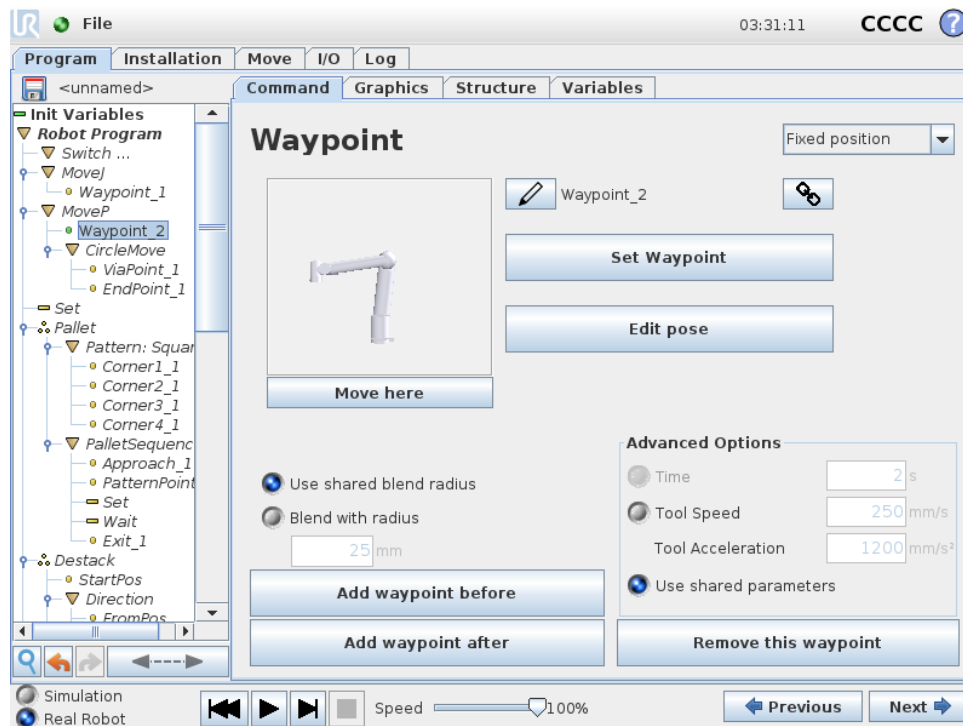 UR File 03:31:11 CCCC ?
Program Installation Move I/O Log
<unnamed> Command Graphics Structure Variables
Init Variables
Robot Program
Switch ...
MoveJ
Waypoint_1
MoveP
Waypoint_2
CircleMove
ViaPoint_1
EndPoint_1
Set
Pallet
Pattern: Squar
Corner1_1
Corner2_1
Corner3_1
Corner4_1
PalletSequenc
Approach_1
PatternPoint
Set
Wait
Exit_1
Destack
StartPos
Direction
FromPos
Waypoint
Fixed position
Waypoint_2
Set Waypoint
Edit pose
Move here
Use shared blend radius
Blend with radius
25 mm
Advanced Options
Time 2 s
Tool Speed 250 mm/s
Tool Acceleration 1200 mm/s²
Use shared parameters
Add waypoint before
Add waypoint after
Remove this waypoint
Simulation
Real Robot
Speed 100%
Previous Next